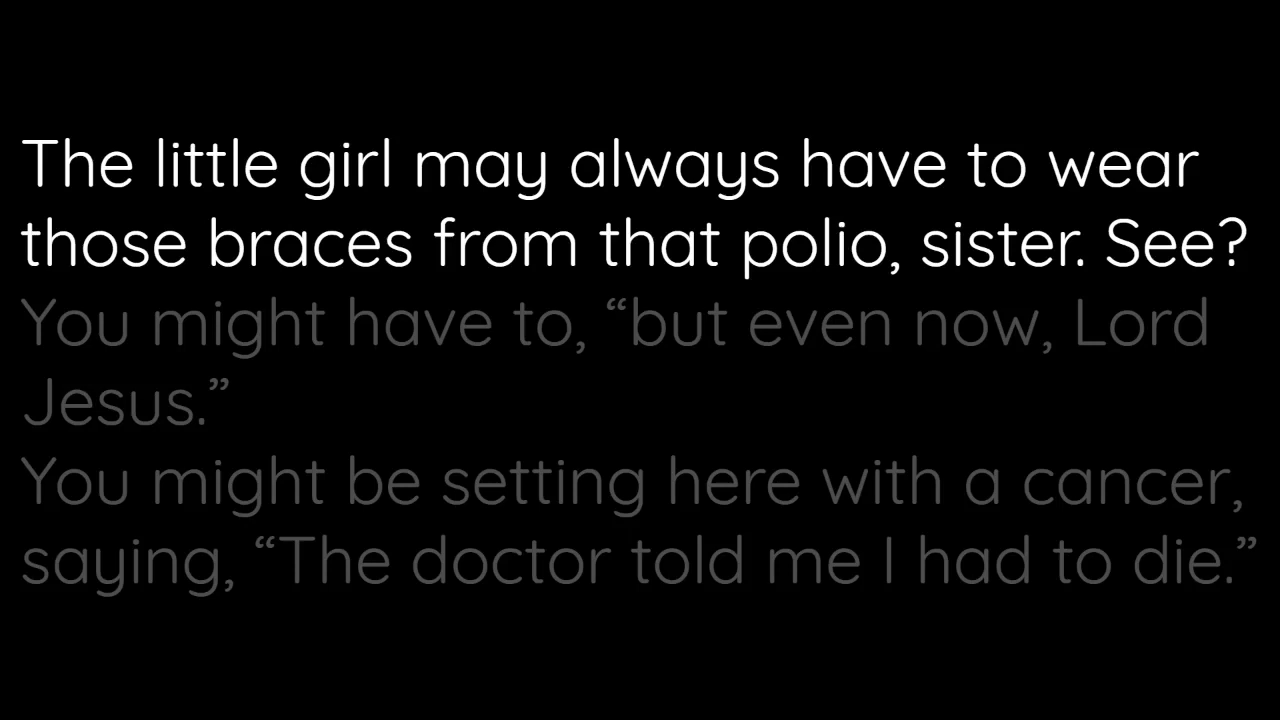 The little girl may always have to wear
those braces from that polio, sister. See?
You might have to, “but even now, Lord
Jesus.”
You might be setting here with a cancer,
saying, “The doctor told me I had to die.”